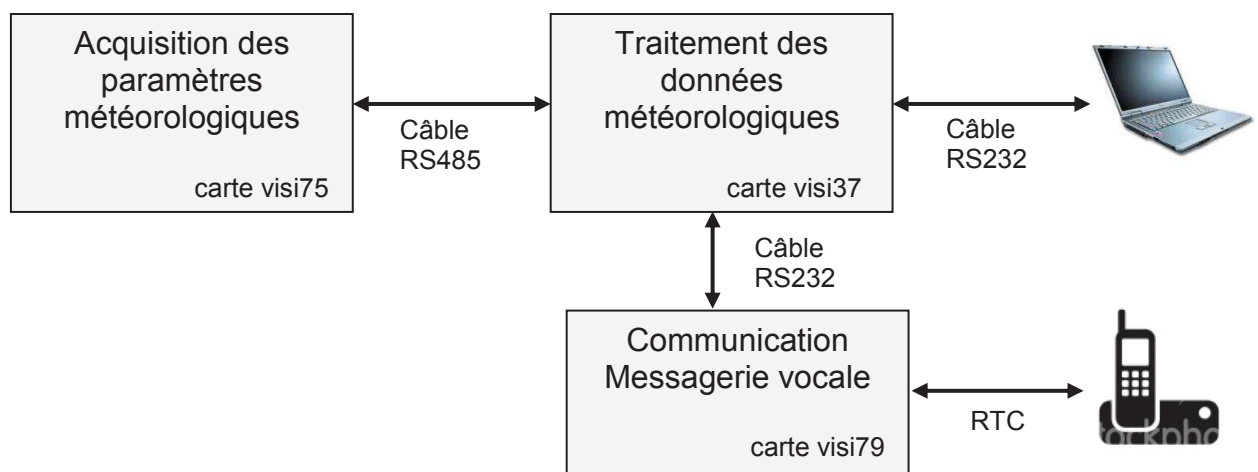 Acquisition des
paramètres
météorologiques
carte visi75
Câble
RS485
Traitement des
données
météorologiques
carte visi37
Câble
RS232
Câble
RS232
Communication
Messagerie vocale
carte visi79
RTC